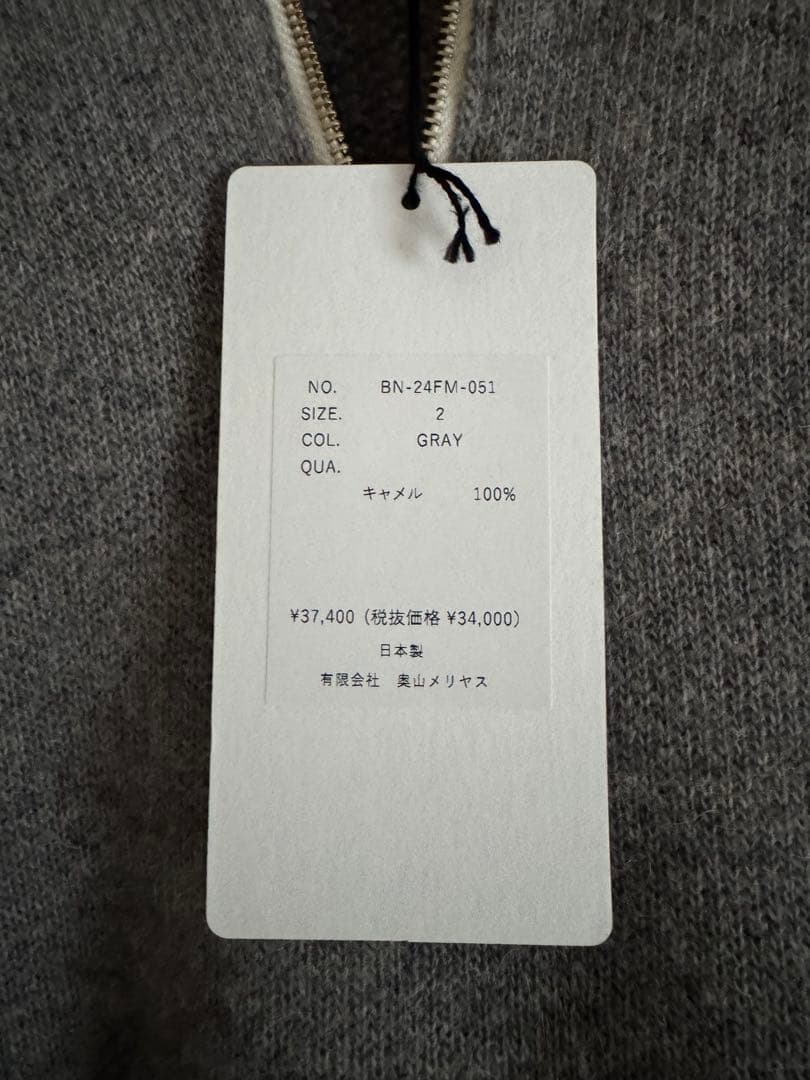 NO. BN-24FM-051
SIZE. 2
COL. GRAY
QUA.
キャメル 100%
¥37,400 (税抜価格 ¥34,000)
日本製
有限会社 奥山メリヤス